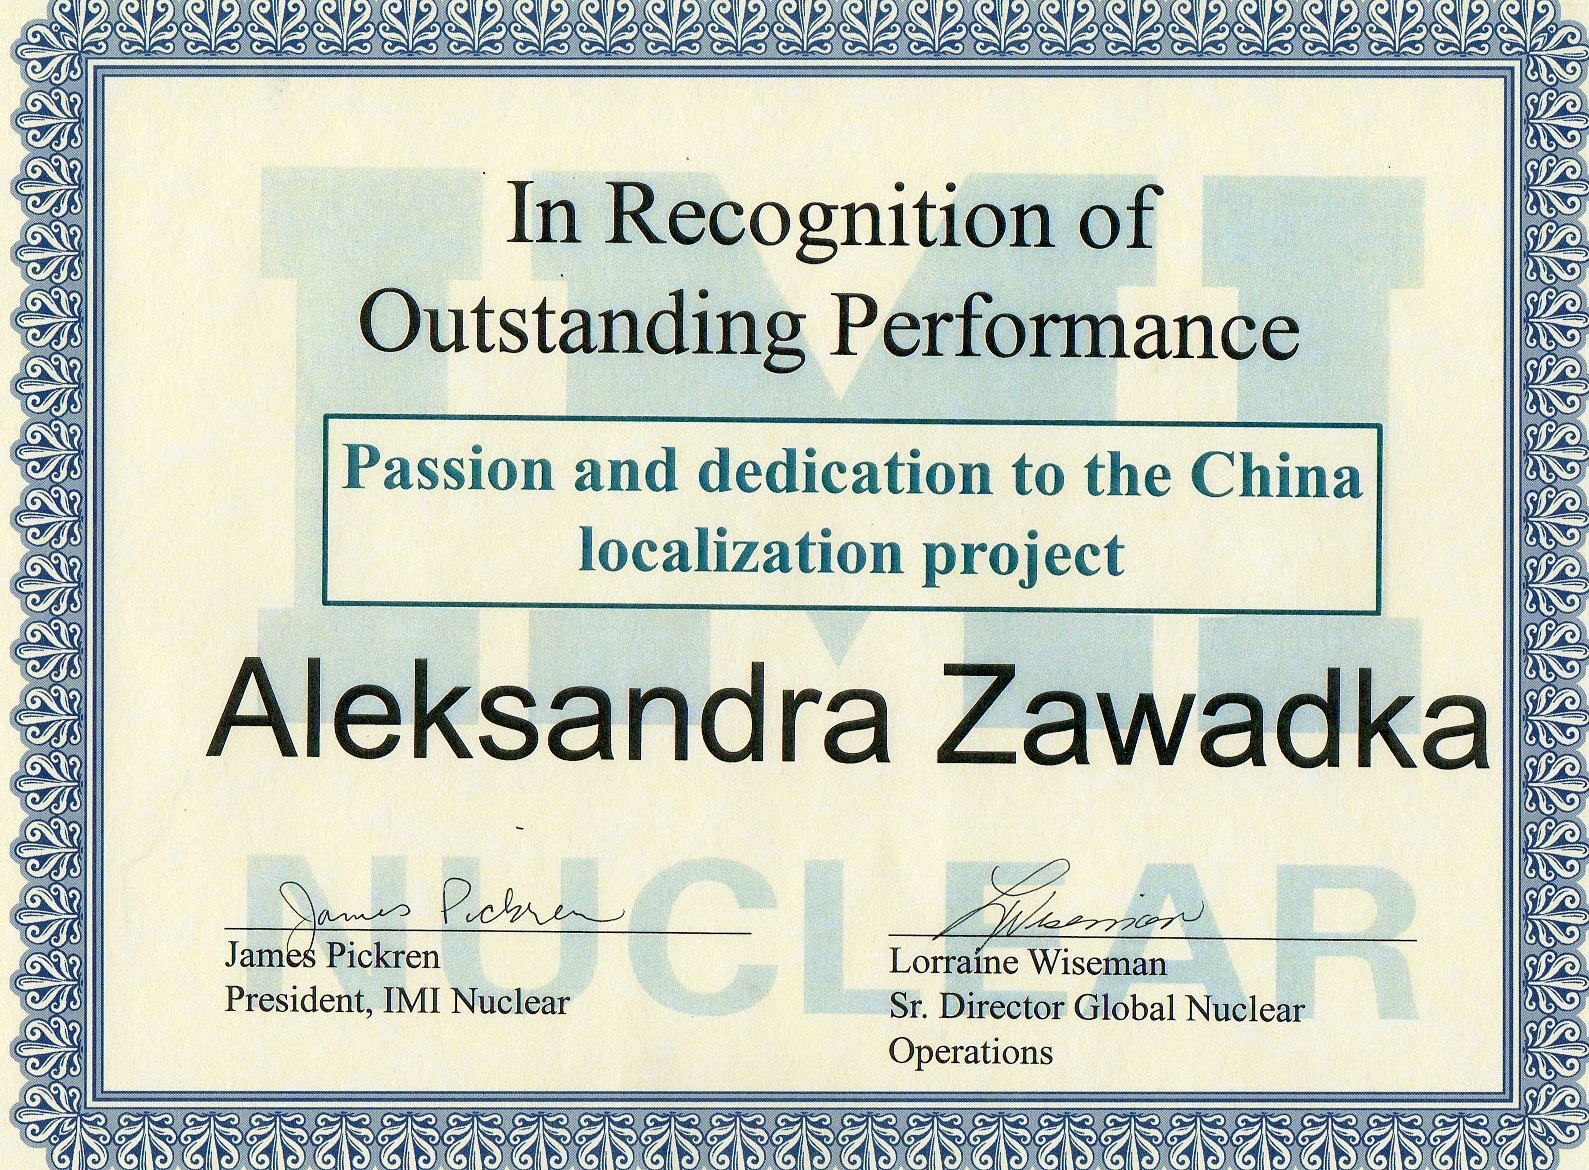 In Recognition of
Outstanding Performance
Passion and dedication to the China
localization project
Aleksandra Zawadka
NUCLEAR
IMI
James Pickren
LWiseman
James Pickren
President, IMI Nuclear
Lorraine Wiseman
Sr. Director Global Nuclear
Operations